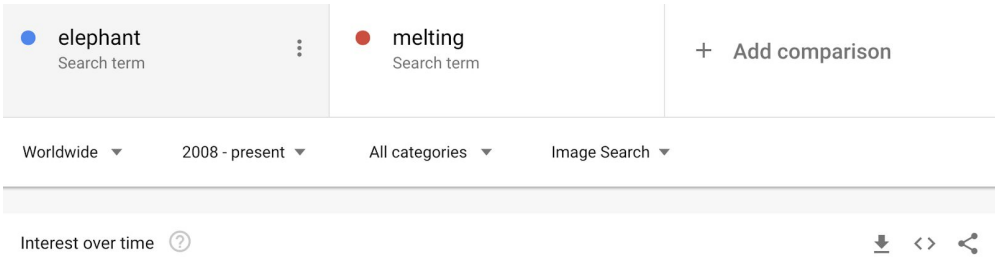 elephant
Search term
melting
Search term
+ Add comparison
Worldwide
2008 - present
All categories
Image Search
Interest over time ?